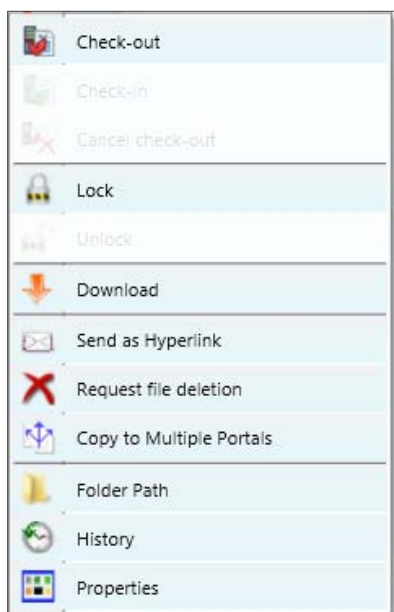 Check-out
Check-in
Cancel check-out
Lock
Unlock
Download
Send as Hyperlink
Request file deletion
Copy to Multiple Portals
Folder Path
History
Properties